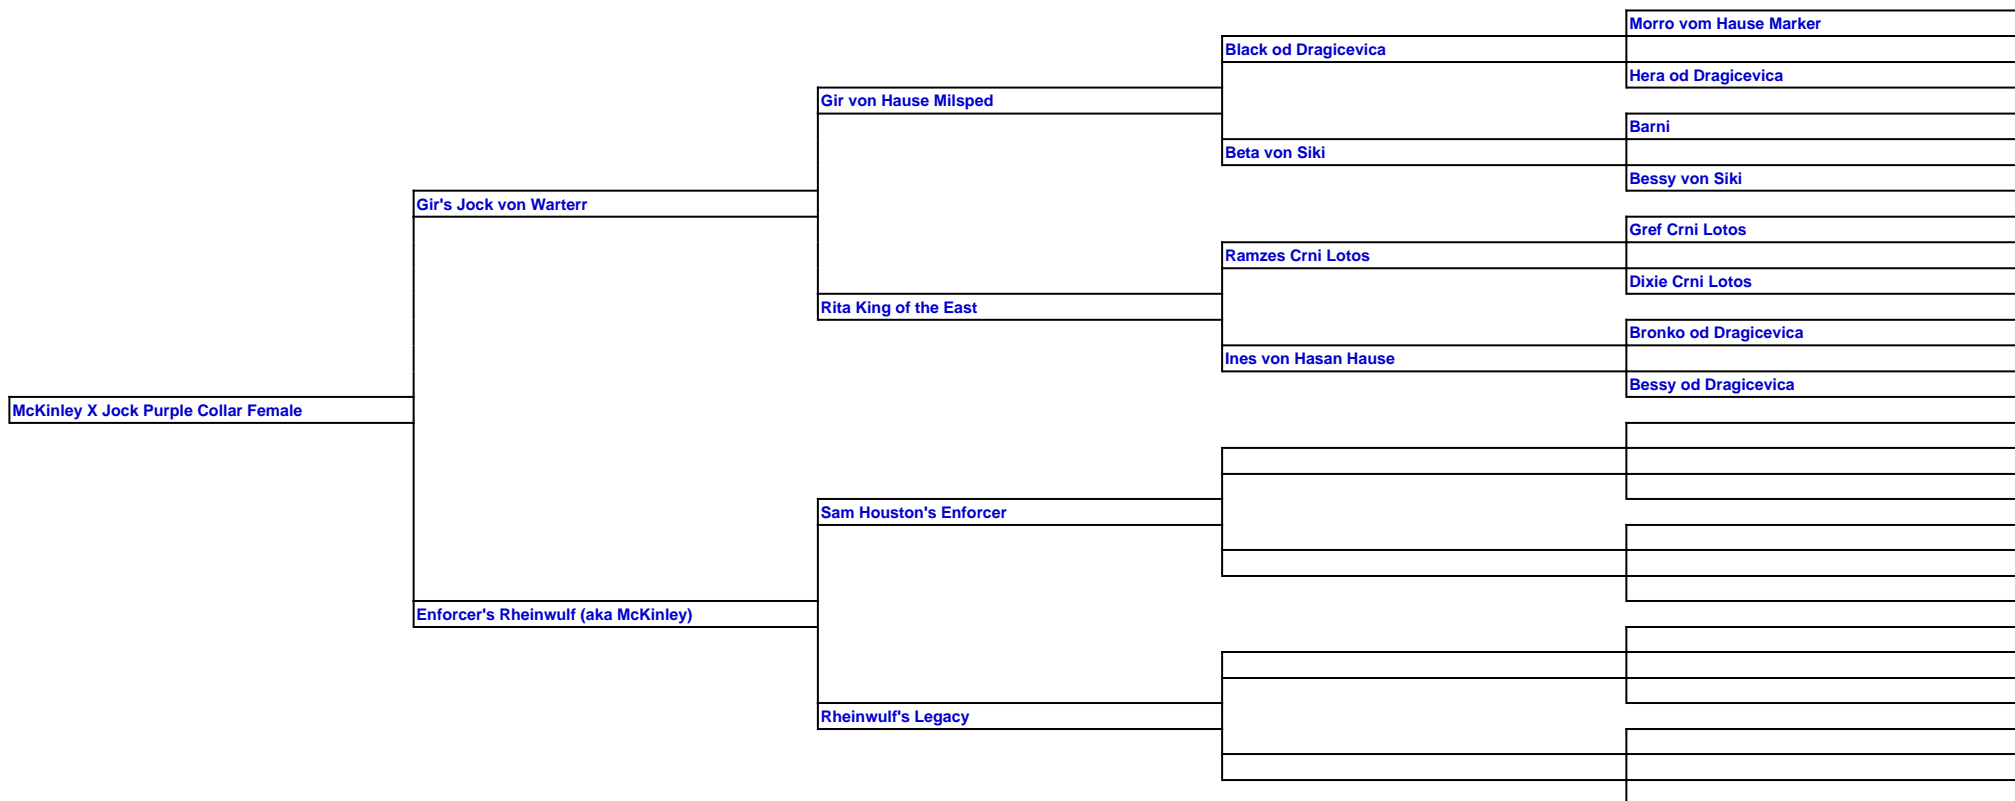 Morro vom Hause Marker
Black od Dragicevica
Hera od Dragicevica
Gir von Hause Milsped
Barni
Beta von Siki
Bessy von Siki
Gir's Jock von Warterr
Gref Crni Lotos
Ramzes Crni Lotos
Dixie Crni Lotos
Rita King of the East
Bronko od Dragicevica
Ines von Hasan Hause
Bessy od Dragicevica
McKinley X Jock Purple Collar Female
Sam Houston's Enforcer
Enforcer's Rheinwulf (aka McKinley)
Rheinwulf's Legacy